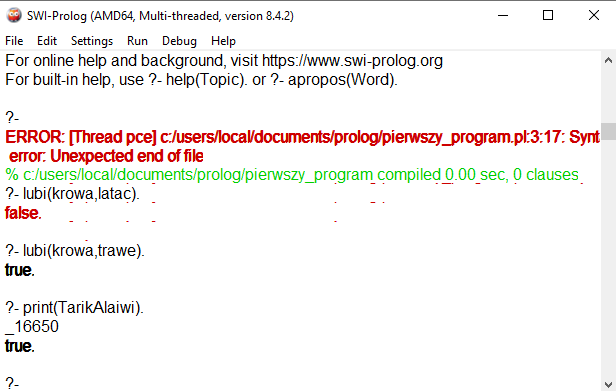 SWI-Prolog (AMD64, Multi-threaded, version 8.4.2)
File Edit Settings Run Debug Help
For online help and background, visit https://www.swi-prolog.org
For built-in help, use ?- help(Topic). or ?- apropos(Word).
?-
ERROR: [Thread pce] c:/users/local/documents/prolog/pierwszy_program.pl:3:17: Synt
error: Unexpected end of file
% c:/users/local/documents/prolog/pierwszy_program compiled 0.00 sec, 0 clauses
?- lubi(krowa,latac).
false.
?- lubi(krowa,trawe).
true.
?- print(TarikAlaiwi).
_16650
true.
?-